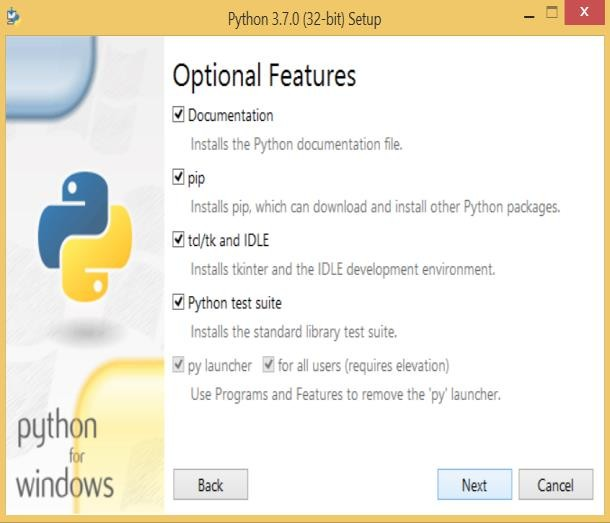 Python 3.7.0 (32-bit) Setup
Optional Features
Documentation
Installs the Python documentation file.
pip
Installs pip, which can download and install other Python packages.
tcl/tk and IDLE
Installs tkinter and the IDLE development environment.
Python test suite
Installs the standard library test suite.
py launcher for all users (requires elevation)
Use Programs and Features to remove the 'py' launcher.
python
for
windows
Back Next Cancel